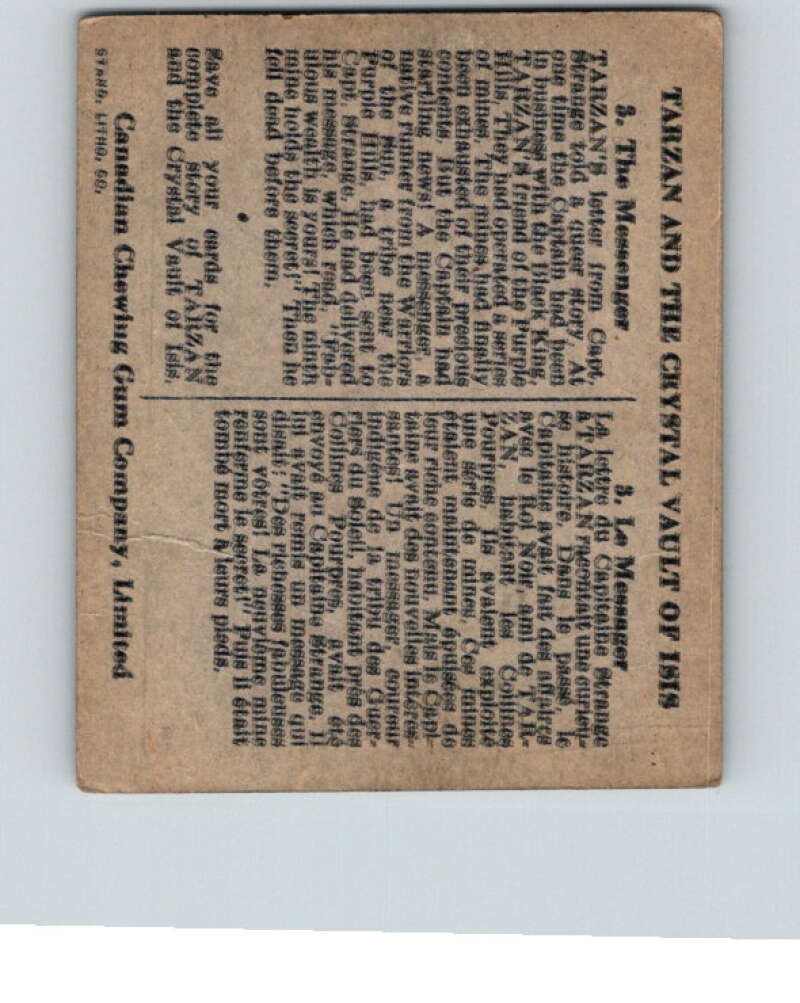 TARZAN AND THE CRYSTAL VAULT OF ISIS
3. The Messenger
TARZAN'S letter from Capt.
Strange told a queer story. At
one time the Captain had been
in business with the Black King,
TARZAN'S friend of the Purple
Hills. They had operated a series
of mines. The mines had finally
been exhausted of their precious
contents. But the Captain had
startling news! A messenger, a
native runner from the Warriors
of the Sun, a tribe near the
Purple Hills, had been sent to
Capt. Strange. He had delivered
his message, which read, "Fab-
ulous wealth is yours! The ninth
mine holds the secret!" Then he
fell dead before them.
Save all your cards for the
complete story of TARZAN
and the Crystal Vault of Isis.
3. Le Messager
La lettre du Capitaine Strange
à TARZAN racontait une curieu-
se histoire. Dans le passé, le
Capitaine avait fait des affaires
avec le Roi Noir, ami de TAR-
ZAN, habitant les Collines
Pourpres. Ils avaient exploité
une série de mines. Ces mines
étaient maintenant épuisées de
leur riche contenu. Mais le Capi-
taine avait des nouvelles intéres-
santes! Un messager, coureur
indigène de la tribu des Guer-
riers du Soleil, habitant près des
Collines Pourpres, avait été
envoyé au Capitaine Strange. Il
lui avait remis un message qui
disait: "Des richesses fabuleuses
sont vôtres! La neuvième mine
renferme le secret!" Puis il était
tombé mort à leurs pieds.
Canadian Chewing Gum Company, Limited
STAND. LITHO. CO.